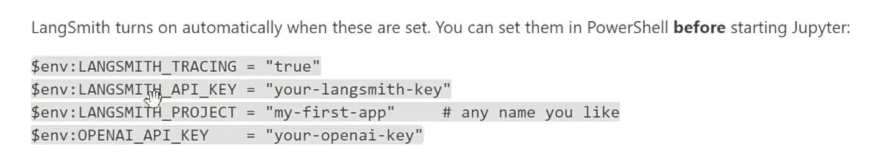 LangSmith turns on automatically when these are set. You can set them in PowerShell before starting Jupyter:
$env:LANGSMITH_TRACING = "true"
$env:LANGSMITH_API_KEY = "your-langsmith-key"
$env:LANGSMITH_PROJECT = "my-first-app"     # any name you like
$env:OPENAI_API_KEY    = "your-openai-key"